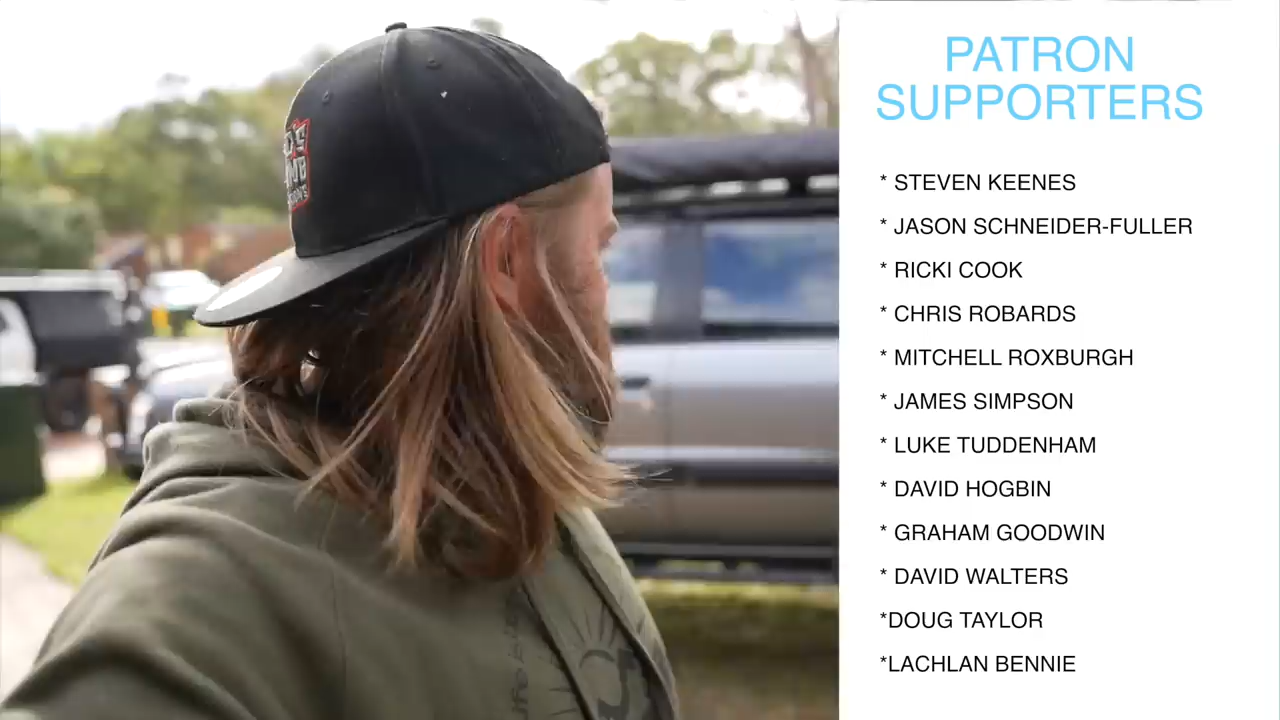 PATRON
SUPPORTERS
* STEVEN KEENES
* JASON SCHNEIDER-FULLER
* RICKI COOK
* CHRIS ROBARDS
* MITCHELL ROXBURGH
* JAMES SIMPSON
* LUKE TUDDENHAM
* DAVID HOGBIN
* GRAHAM GOODWIN
* DAVID WALTERS
*DOUG TAYLOR
*LACHLAN BENNIE